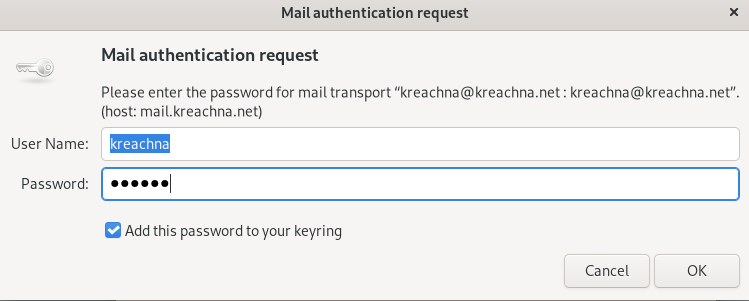 Mail authentication request
Mail authentication request
Please enter the password for mail transport “kreachna@kreachna.net : kreachna@kreachna.net”.
(host: mail.kreachna.net)
User Name: kreachna
Password: ●●●●●●
Add this password to your keyring
Cancel OK